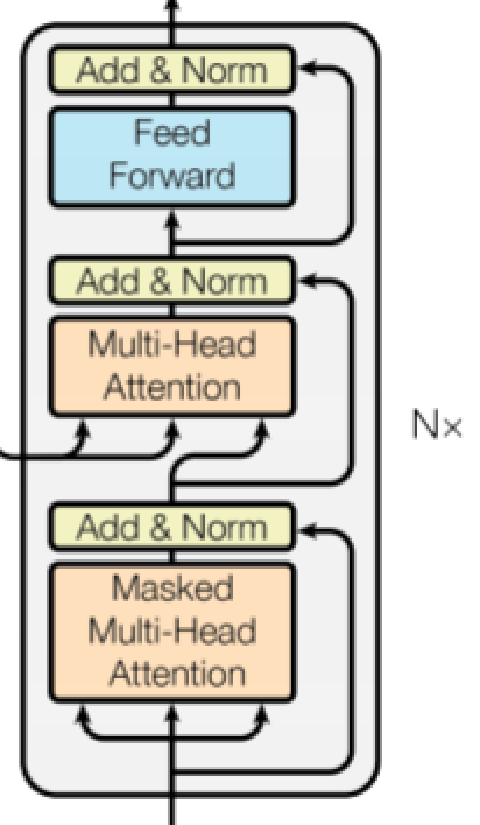 Add & Norm
Feed
Forward
Add & Norm
Multi-Head
Attention
Nx
Add & Norm
Masked
Multi-Head
Attention